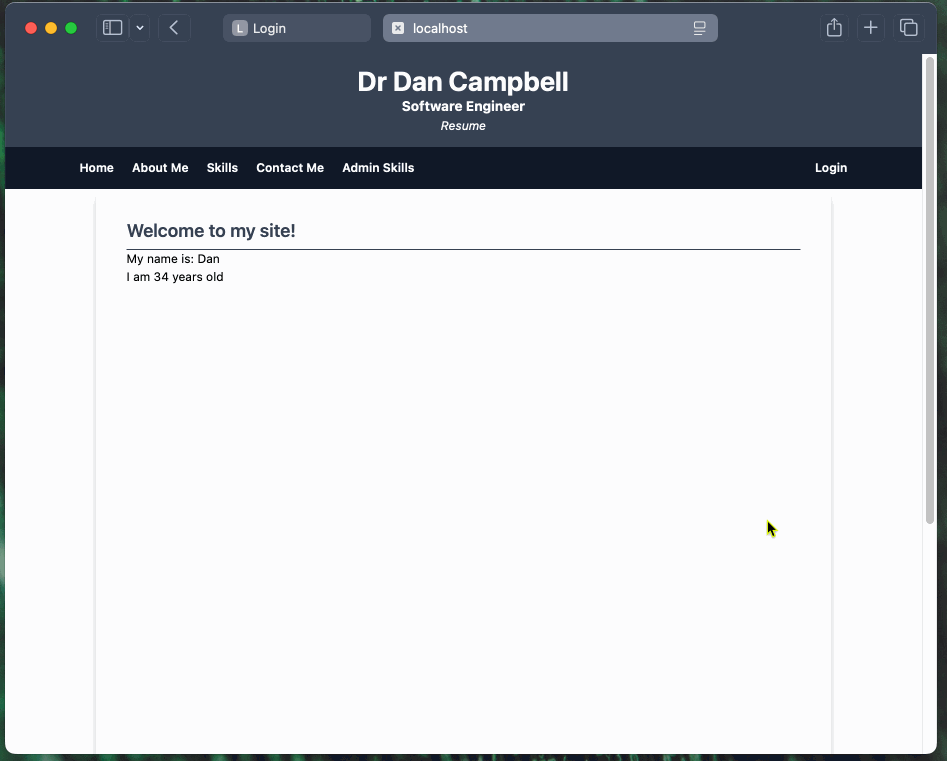 L Login
localhost
Dr Dan Campbell
Software Engineer
Resume
Home About Me Skills Contact Me Admin Skills Login
Welcome to my site!
My name is: Dan
I am 34 years old